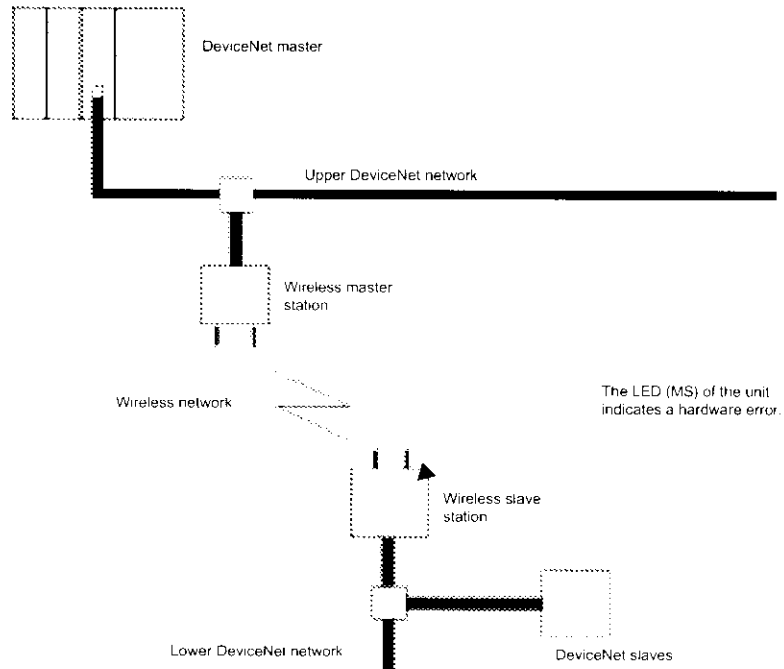 DeviceNet master
Upper DeviceNet network
Wireless master
station
Wireless network
The LED (MS) of the unit
indicates a hardware error.
Wireless slave
station
Lower DeviceNet network
DeviceNet slaves